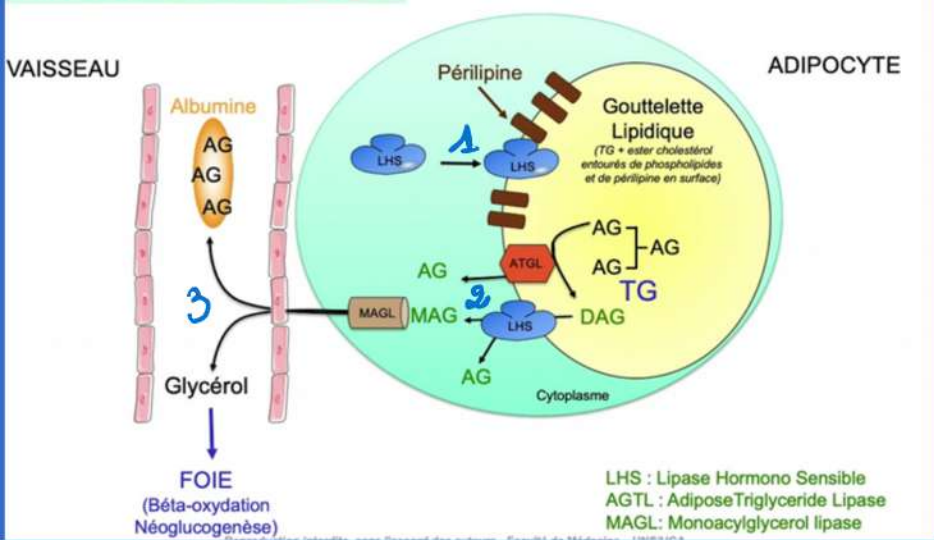 VAISSEAU
ADIPOCYTE
Périlipine
Albumine
Gouttelette
Lipidique
(TG + ester cholestérol
entourés de phospholipides
et de périlipine en surface)
AG
AG
AG
LHS
1
LHS
AG
AG
AG
TG
ATGL
AG
2
3
MAGL
MAG
LHS
DAG
AG
Glycérol
Cytoplasme
FOIE
(Béta-oxydation
Néoglucogenèse)
LHS : Lipase Hormono Sensible
AGTL : AdiposeTriglyceride Lipase
MAGL: Monoacylglycerol lipase